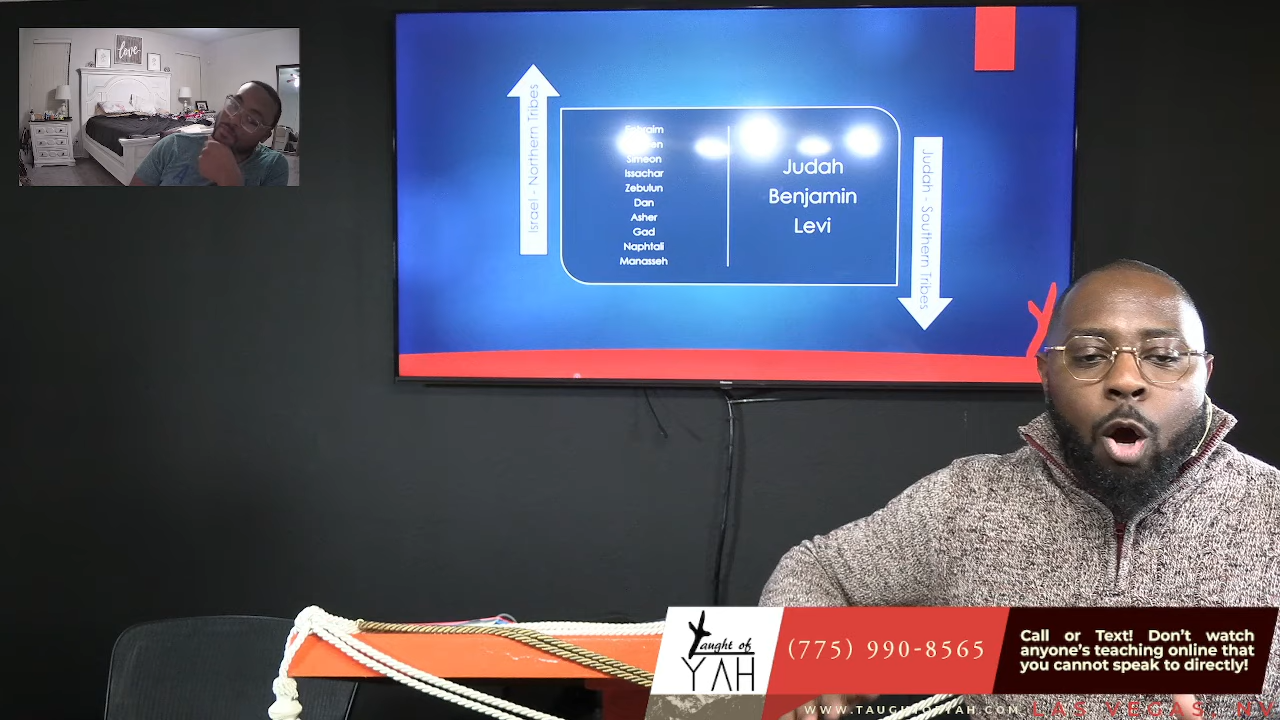 love
Israel - Northern Tribes
Simeon
Issachar
Zebulun
Dan
Asher
Gad
Naphtali
Manasseh
Judah
Benjamin
Levi
Judah - Southern Tribes
Taught of
YAH
(775) 990-8565
Call or Text! Don't watch
anyone's teaching online that
you cannot speak to directly!
WWW.TAUGHTOFYAH.COM
LAS VEGAS, NV